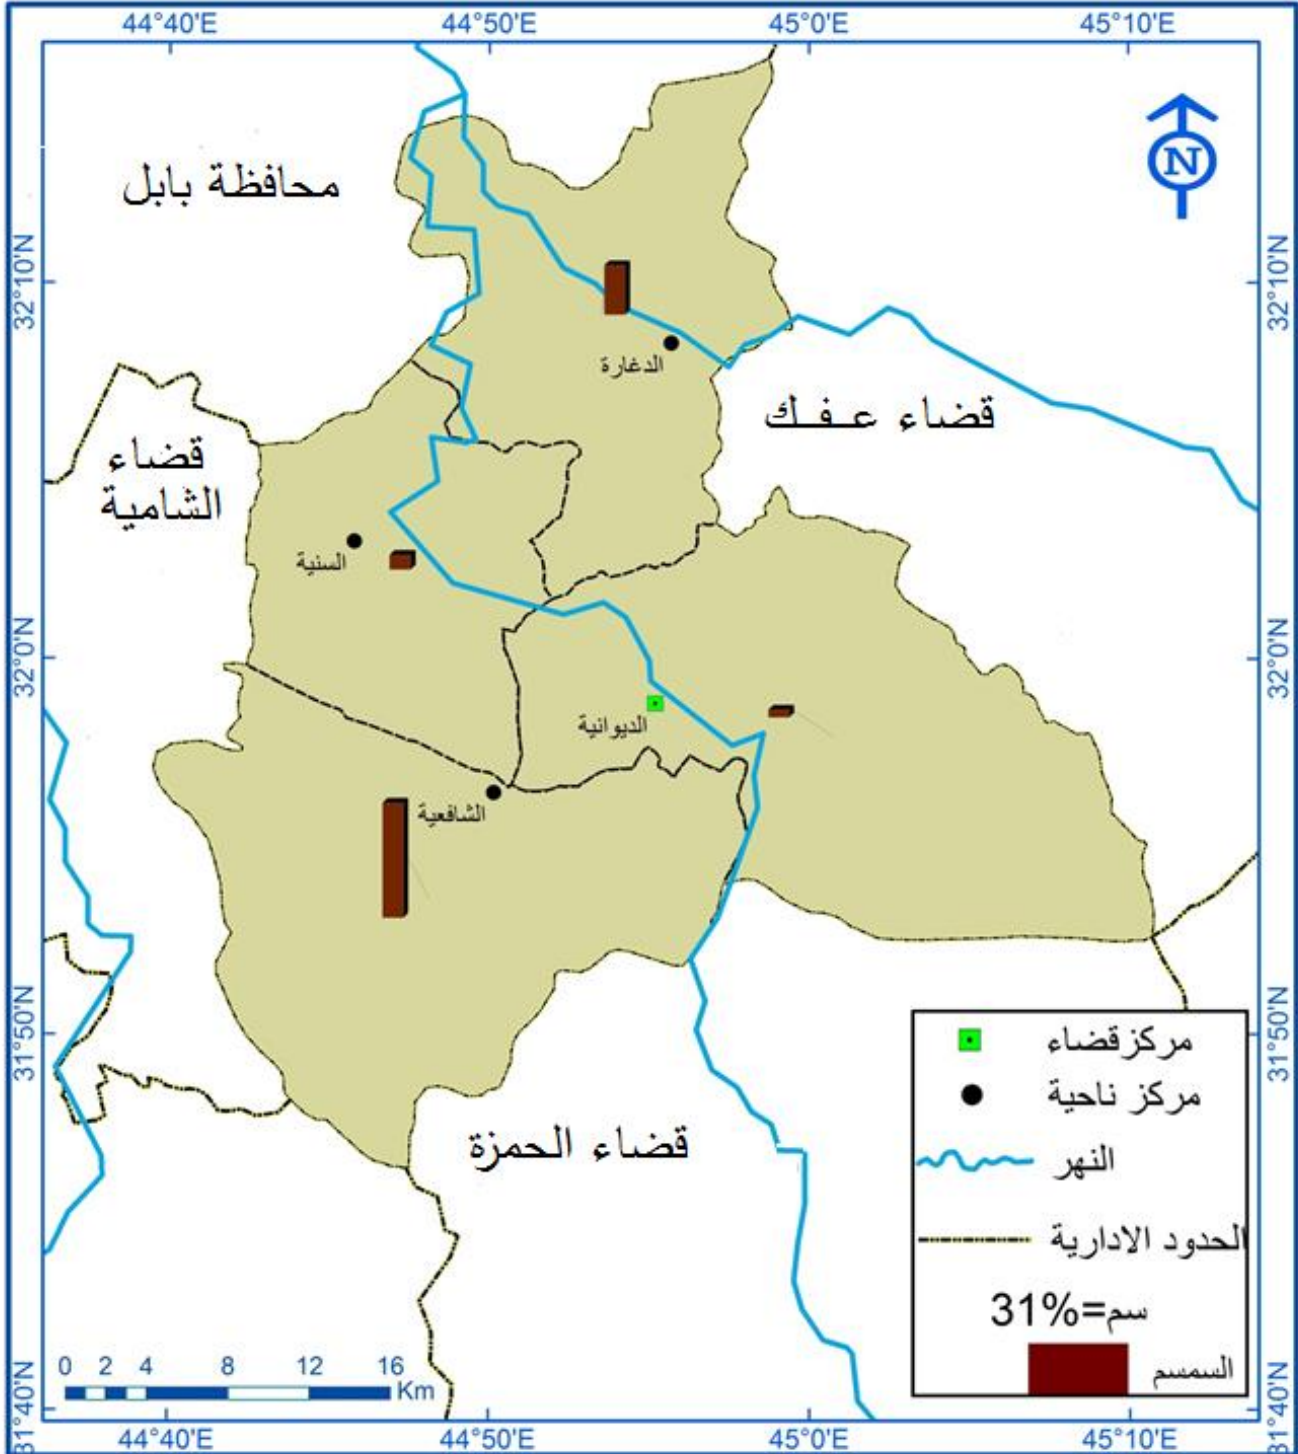 44°40'E
44°50'E
45°0'E
45°10'E
N
محافظة بابل
32°10'N
32°10'N
الدغارة
قضاء عـفـك
قضاء
الشامية
السنية
32°0'N
32°0'N
الديوانية
الشافعية
31°50'N
31°50'N
مركز قضاء
مركز ناحية
قضاء الحمزة
النهر
الحدود الادارية
سم=31%
السمسم
0 2 4 8 12 16
Km
31°40'N
31°40'N
44°40'E
44°50'E
45°0'E
45°10'E